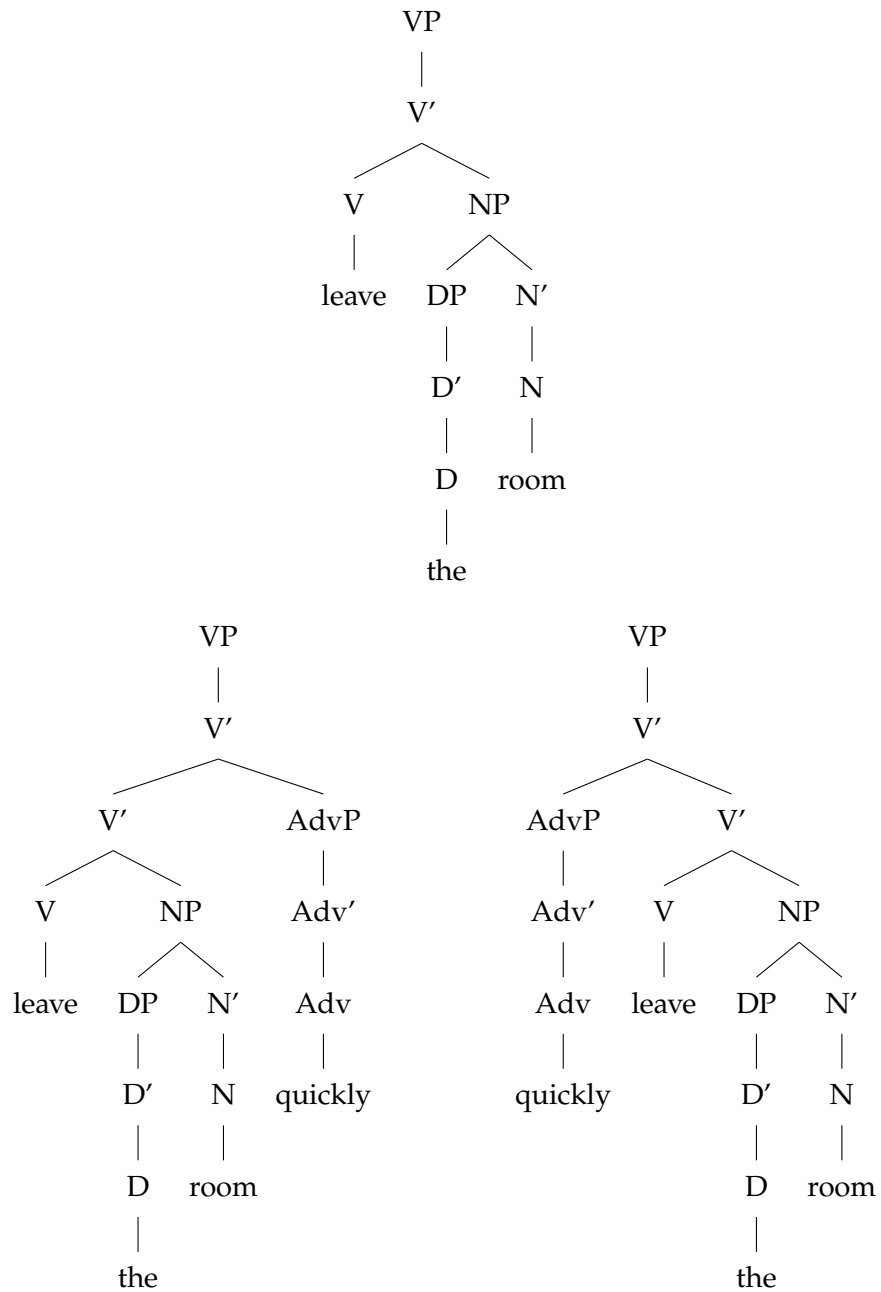 VP
V'
V NP
leave DP N'
D' N
D room
the
VP VP
V' V'
V' AdvP AdvP V'
V NP Adv' Adv' V NP
leave DP N' Adv Adv leave DP N'
D' N quickly quickly D' N
D room D room
the the